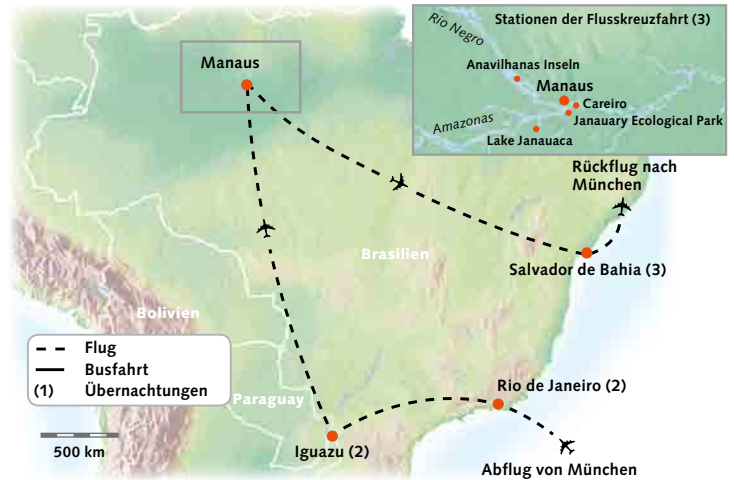 Manaus
Rio Negro
Stationen der Flusskreuzfahrt (3)
Anavilhanas Inseln
Manaus
Careiro
Amazonas
Janauary Ecological Park
Lake Janauaca
Rückflug nach
München
Brasilien
Salvador de Bahia (3)
Bolivien
Flug
Busfahrt
(1) Übernachtungen
Paraguay
Rio de Janeiro (2)
500 km
Iguazu (2)
Abflug von München